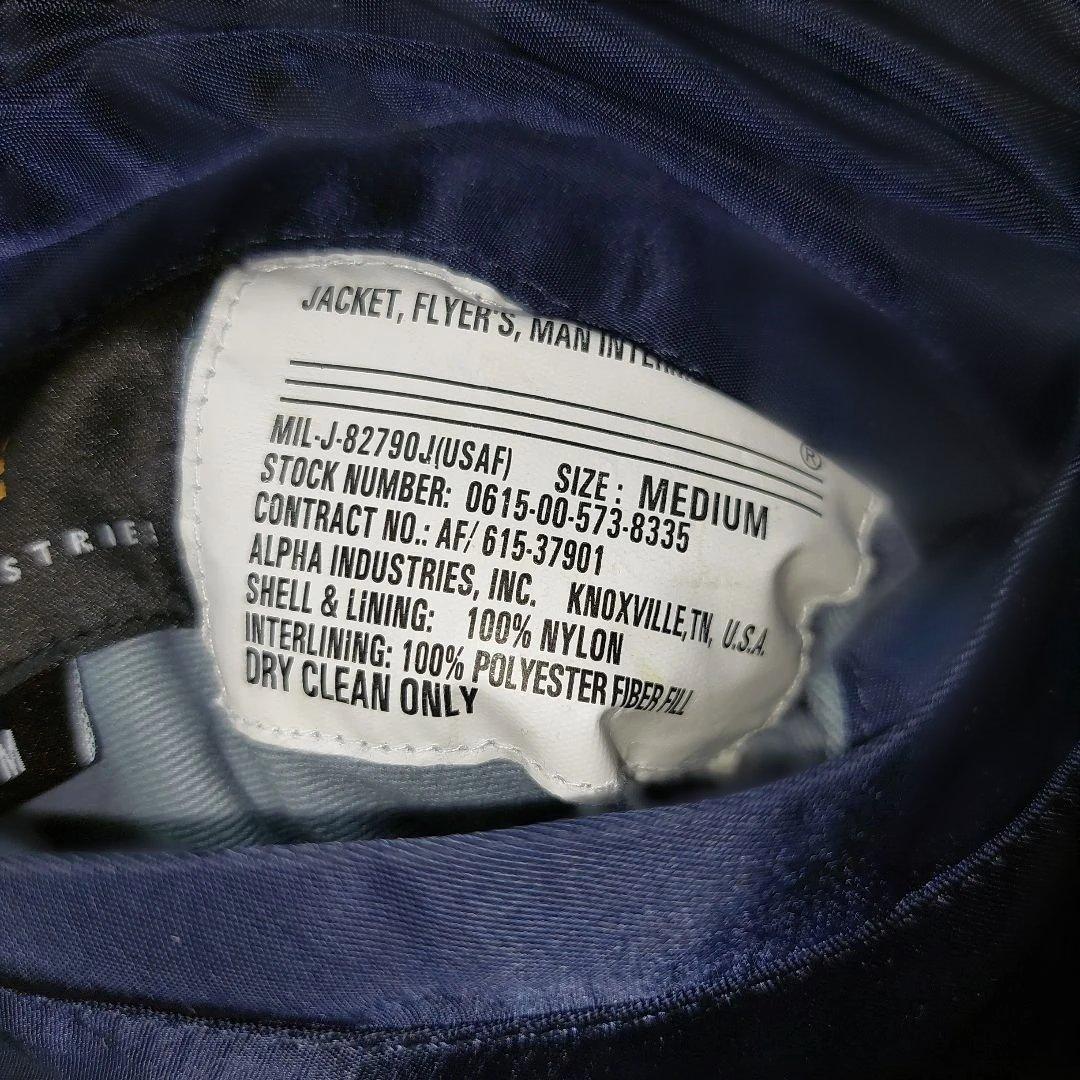 JACKET, FLYER'S, MAN
®
MIL-J-82790J(USAF) SIZE: MEDIUM
STOCK NUMBER: 0615-00-573-8335
CONTRACT NO.: AF/ 615-37901
ALPHA INDUSTRIES, INC. KNOXVILLE,TN, U.S.A.
SHELL & LINING: 100% NYLON
INTERLINING: 100% POLYESTER FIBER FILL
DRY CLEAN ONLY
STRIE
M